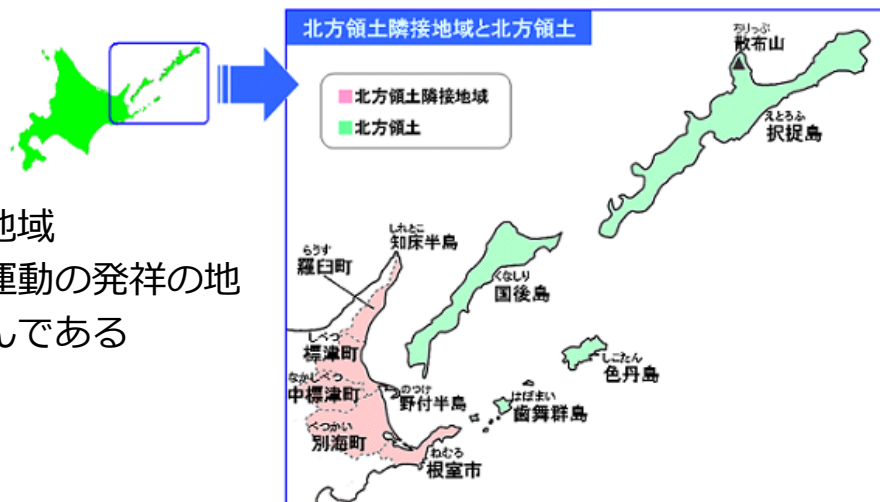 北方領土隣接地域と北方領土
北方領土隣接地域
北方領土
ちりっぷ
散布山
えとろふ
択捉島
しれとこ
知床半島
らうす
羅臼町
くなしり
国後島
しべつ
標津町
しこたん
色丹島
なかしべつ
中標津町
のつけ
野付半島
はぼまい
歯舞群島
べつかい
別海町
ねむろ
根室市
地域
運動の発祥の地
んである